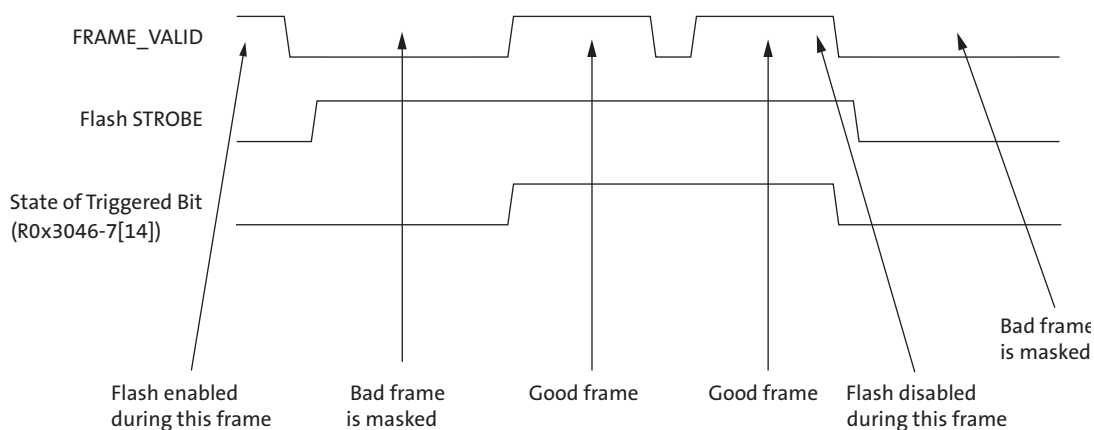 FRAME_VALID
Flash STROBE
State of Triggered Bit
(R0x3046-7[14])
Bad frame
is masked
Flash enabled
during this frame
Bad frame
is masked
Good frame
Good frame
Flash disabled
during this frame